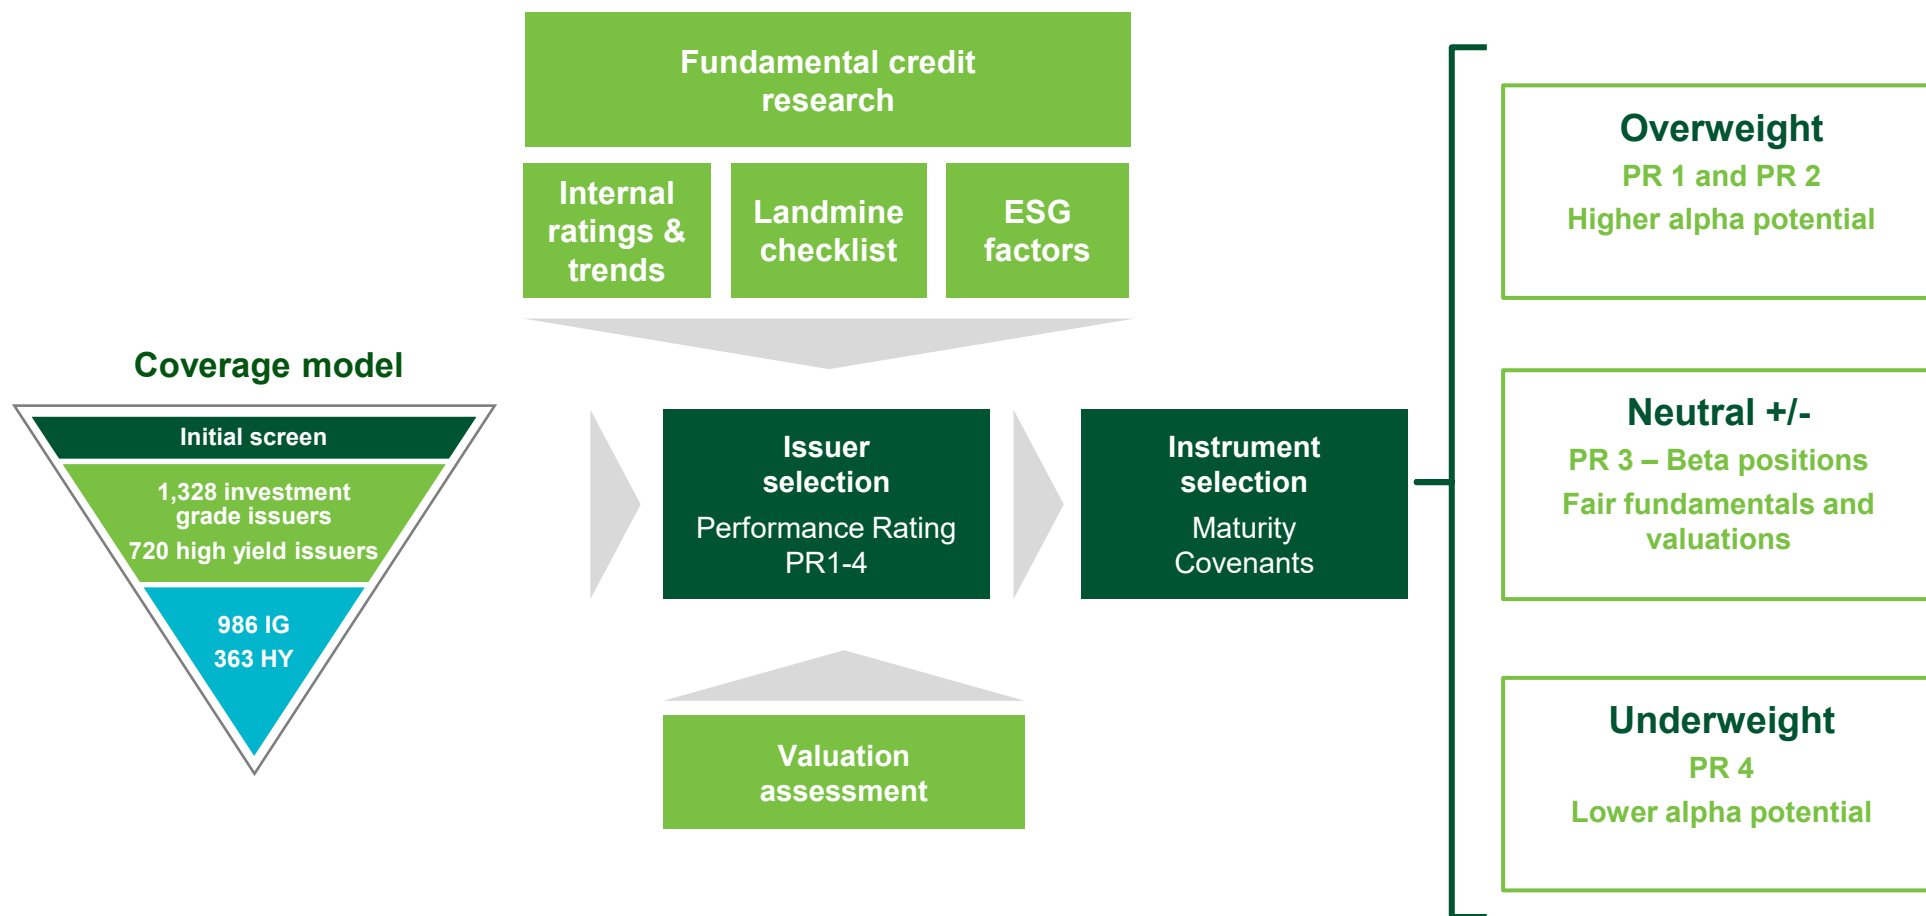 Fundamental credit
research
Internal
ratings &
trends
Landmine
checklist
ESG
factors
Coverage model
Initial screen
1,328 investment
grade issuers
720 high yield issuers
986 IG
363 HY
Issuer
selection
Performance Rating
PR1-4
Instrument
selection
Maturity
Covenants
Valuation
assessment
Overweight
PR 1 and PR 2
Higher alpha potential
Neutral +/-
PR 3 – Beta positions
Fair fundamentals and
valuations
Underweight
PR 4
Lower alpha potential